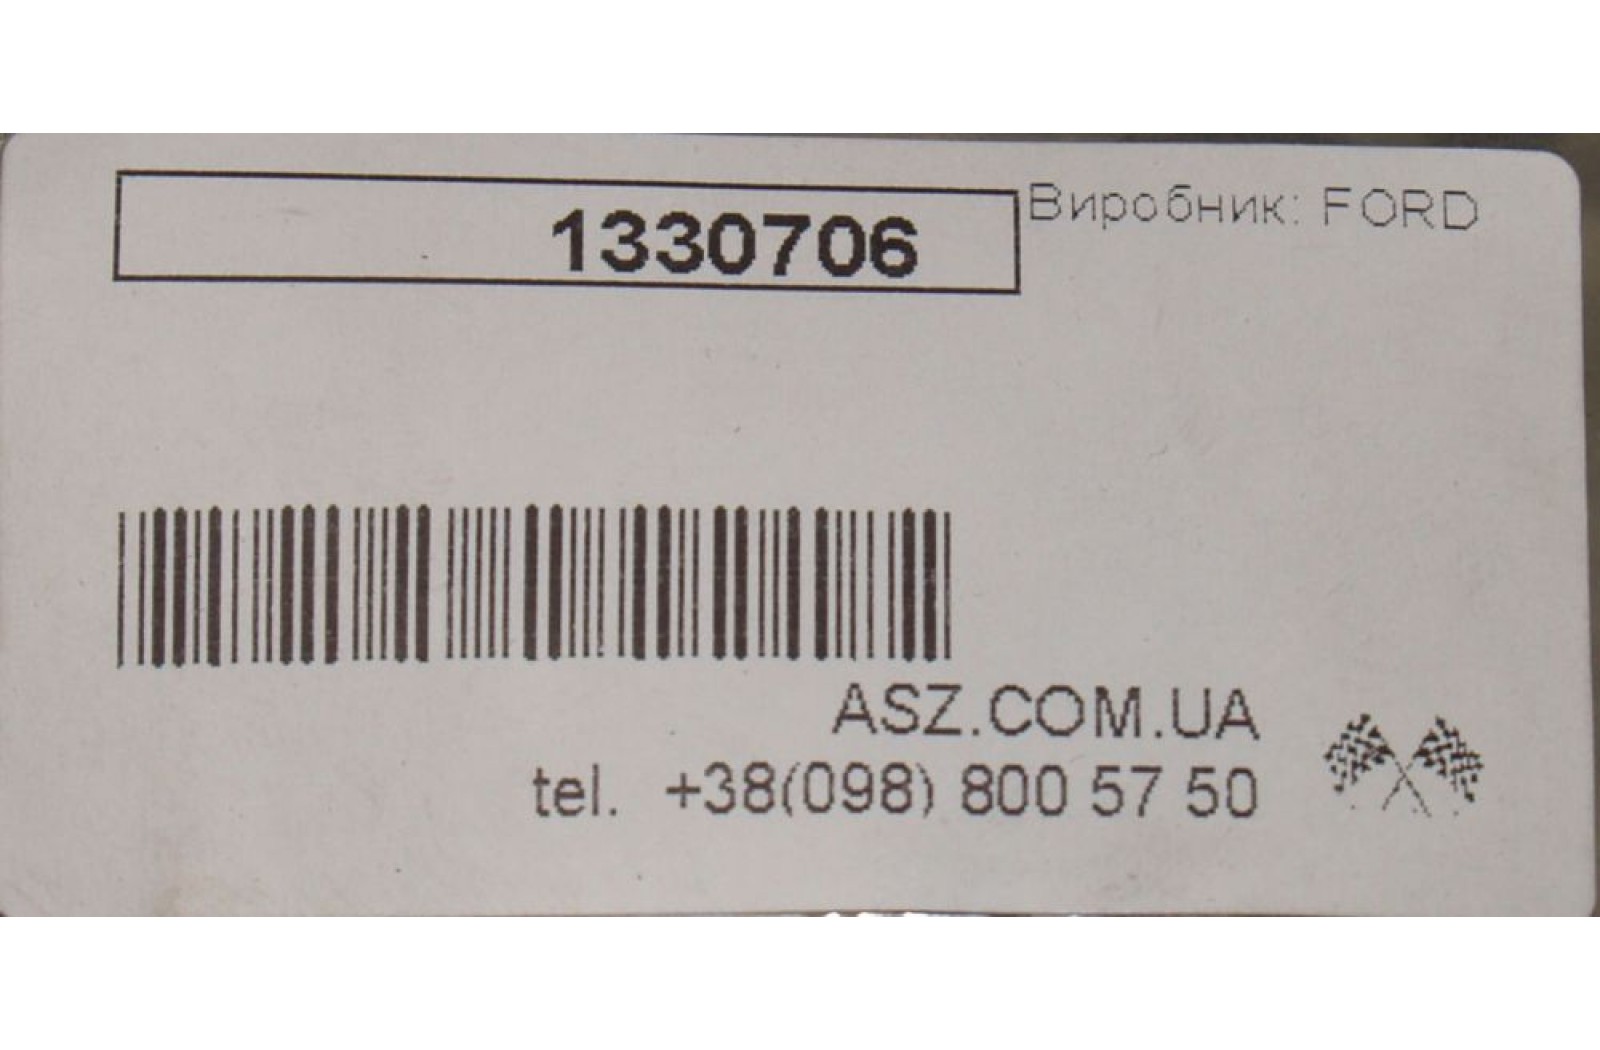 1330706
Виробник: FORD
ASZ.COM.UA
tel. +38(098) 800 57 50